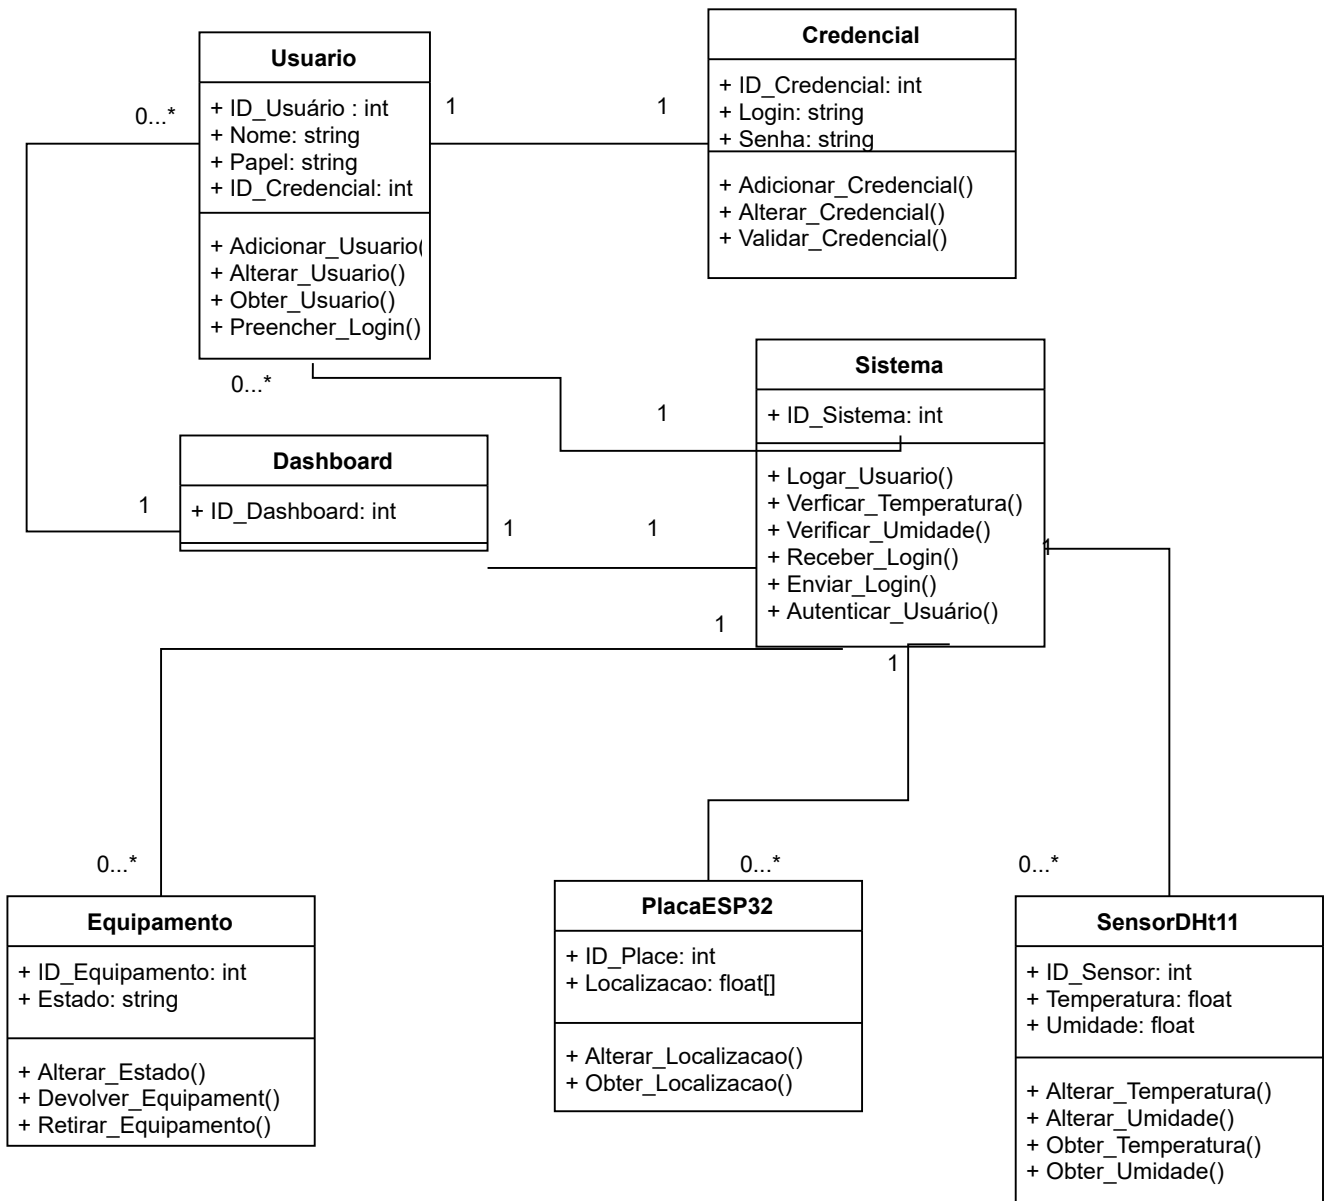 Usuario
+ ID_Usuário : int
+ Nome: string
+ Papel: string
+ ID_Credencial: int
+ Adicionar_Usuario(
+ Alterar_Usuario()
+ Obter_Usuario()
+ Preencher_Login()
0...*
1
1
Credencial
+ ID_Credencial: int
+ Login: string
+ Senha: string
+ Adicionar_Credencial()
+ Alterar_Credencial()
+ Validar_Credencial()
0...*
1
Sistema
+ ID_Sistema: int
+ Logar_Usuario()
+ Verficar_Temperatura()
+ Verificar_Umidade()
+ Receber_Login()
+ Enviar_Login()
+ Autenticar_Usuário()
Dashboard
+ ID_Dashboard: int
1
1
1
1
1
1
0...*
0...*
0...*
Equipamento
+ ID_Equipamento: int
+ Estado: string
+ Alterar_Estado()
+ Devolver_Equipament()
+ Retirar_Equipamento()
PlacaESP32
+ ID_Place: int
+ Localizacao: float[]
+ Alterar_Localizacao()
+ Obter_Localizacao()
SensorDHt11
+ ID_Sensor: int
+ Temperatura: float
+ Umidade: float
+ Alterar_Temperatura()
+ Alterar_Umidade()
+ Obter_Temperatura()
+ Obter_Umidade()